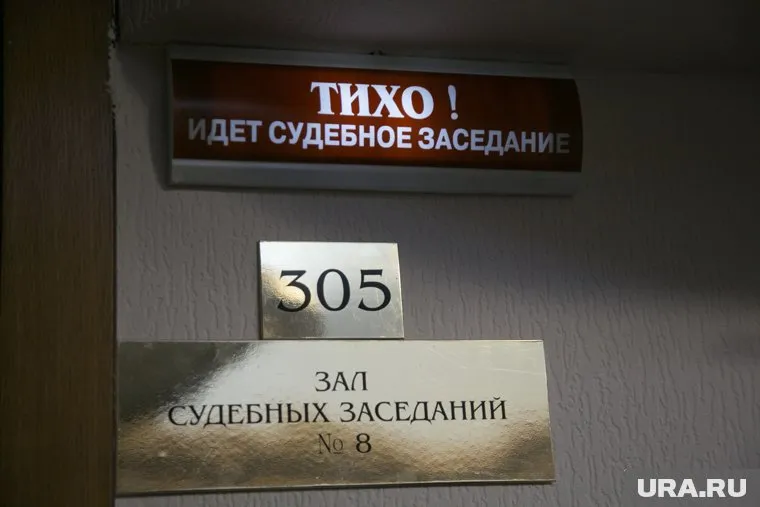 ТИХО !
ИДЕТ СУДЕБНОЕ ЗАСЕДАНИЕ
305
ЗАЛ
СУДЕБНЫХ ЗАСЕДАНИЙ
№ 8
URA.RU